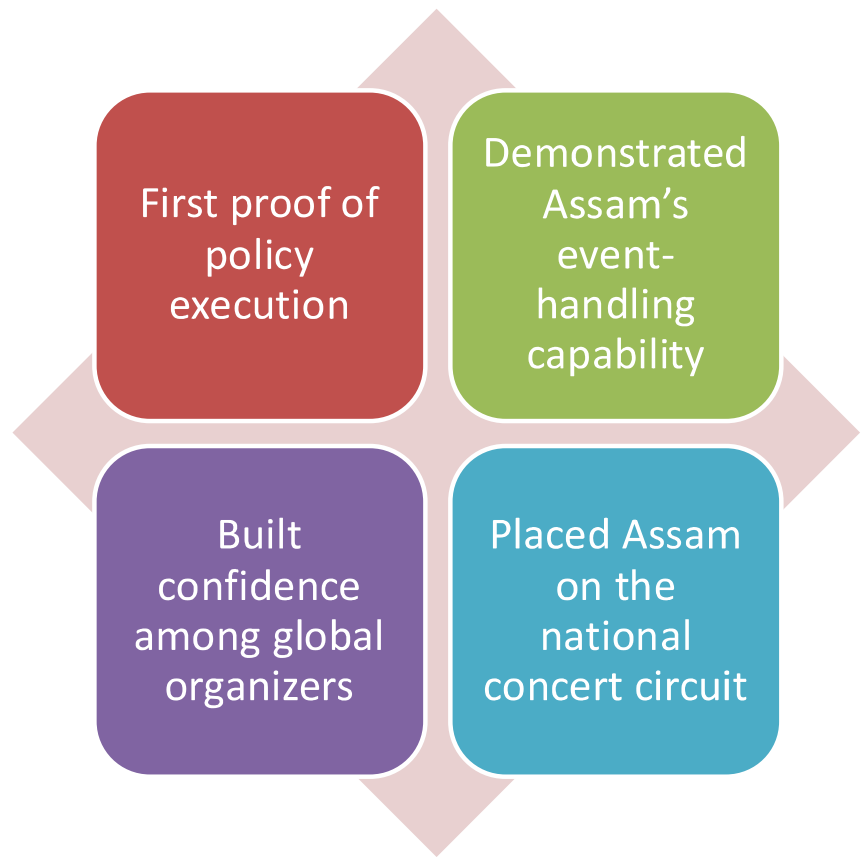 First proof of
policy
execution
Demonstrated
Assam’s
event-
handling
capability
Built
confidence
among global
organizers
Placed Assam
on the
national
concert circuit